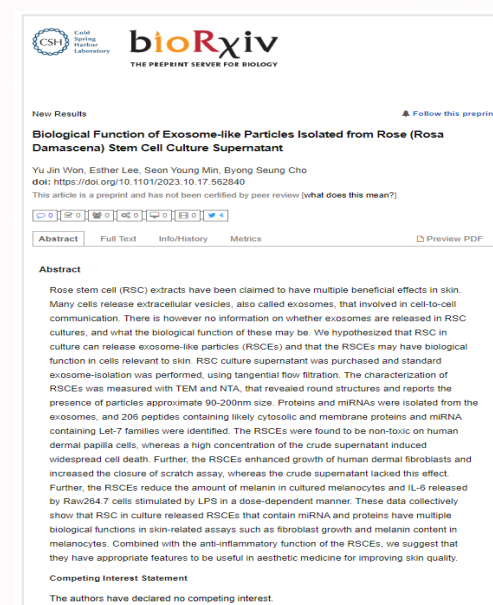 CSH Cold Spring Harbor Laboratory
bioRxiv
THE PREPRINT SERVER FOR BIOLOGY
New Results
Follow this preprin
Biological Function of Exosome-like Particles Isolated from Rose (Rosa
Damascena) Stem Cell Culture Supernatant
Yu Jin Won, Esther Lee, Seon Young Min, Byong Seung Cho
doi: https://doi.org/10.1101/2023.10.17.562840
This article is a preprint and has not been certified by peer review [what does this mean?].
0 0 0 0 0 0 4
Abstract Full Text Info/History Metrics Preview PDF
Abstract
Rose stem cell (RSC) extracts have been claimed to have multiple beneficial effects in skin.
Many cells release extracellular vesicles, also called exosomes, that involved in cell-to-cell
communication. There is however no information on whether exosomes are released in RSC
cultures, and what the biological function of these may be. We hypothesized that RSC in
culture can release exosome-like particles (RSCEs) and that the RSCEs may have biological
function in cells relevant to skin. RSC culture supernatant was purchased and standard
exosome-isolation was performed, using tangential flow filtration. The characterization of
RSCEs was measured with TEM and NTA, that revealed round structures and reports the
presence of particles approximate 90-200nm size. Proteins and miRNAs were isolated from the
exosomes, and 206 peptides containing likely cytosolic and membrane proteins and miRNA
containing Let-7 families were identified. The RSCEs were found to be non-toxic on human
dermal papilla cells, whereas a high concentration of the crude supernatant induced
widespread cell death. Further, the RSCEs enhanced growth of human dermal fibroblasts and
increased the closure of scratch assay, whereas the crude supernatant lacked this effect.
Further, the RSCEs reduce the amount of melanin in cultured melanocytes and IL-6 released
by Raw264.7 cells stimulated by LPS in a dose-dependent manner. These data collectively
show that RSC in culture released RSCEs that contain miRNA and proteins have multiple
biological functions in skin-related assays such as fibroblast growth and melanin content in
melanocytes. Combined with the anti-inflammatory function of the RSCEs, we suggest that
they have appropriate features to be useful in aesthetic medicine for improving skin quality.
Competing Interest Statement
The authors have declared no competing interest.